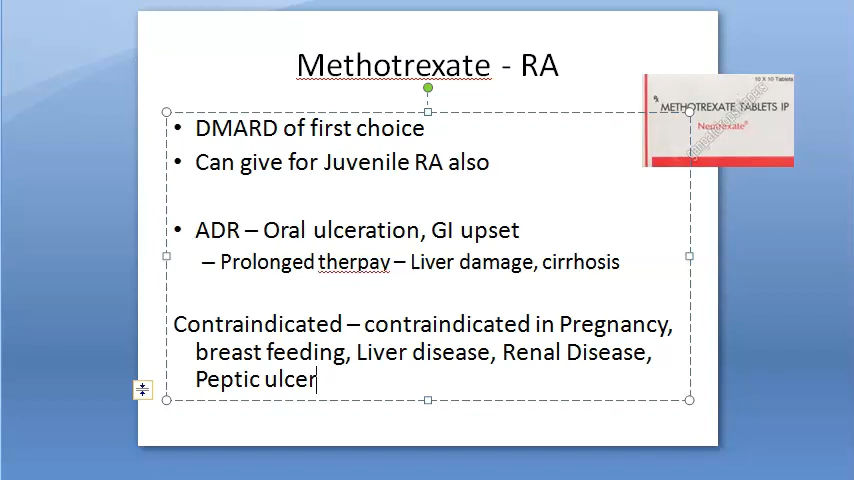 Methotrexate - RA
10 X 10 Tablets
METHOTREXATE TABLETS IP
Neotrexate
• DMARD of first choice
• Can give for Juvenile RA also
• ADR – Oral ulceration, GI upset
– Prolonged therpay – Liver damage, cirrhosis
Contraindicated – contraindicated in Pregnancy,
breast feeding, Liver disease, Renal Disease,
Peptic ulcer